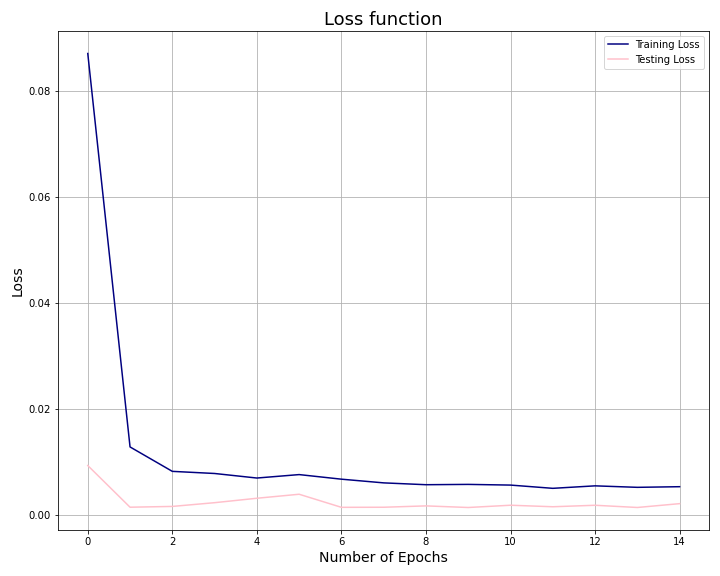 Loss function
Training Loss
Testing Loss
0.08
0.06
0.04
0.02
0.00
Loss
0 2 4 6 8 10 12 14
Number of Epochs